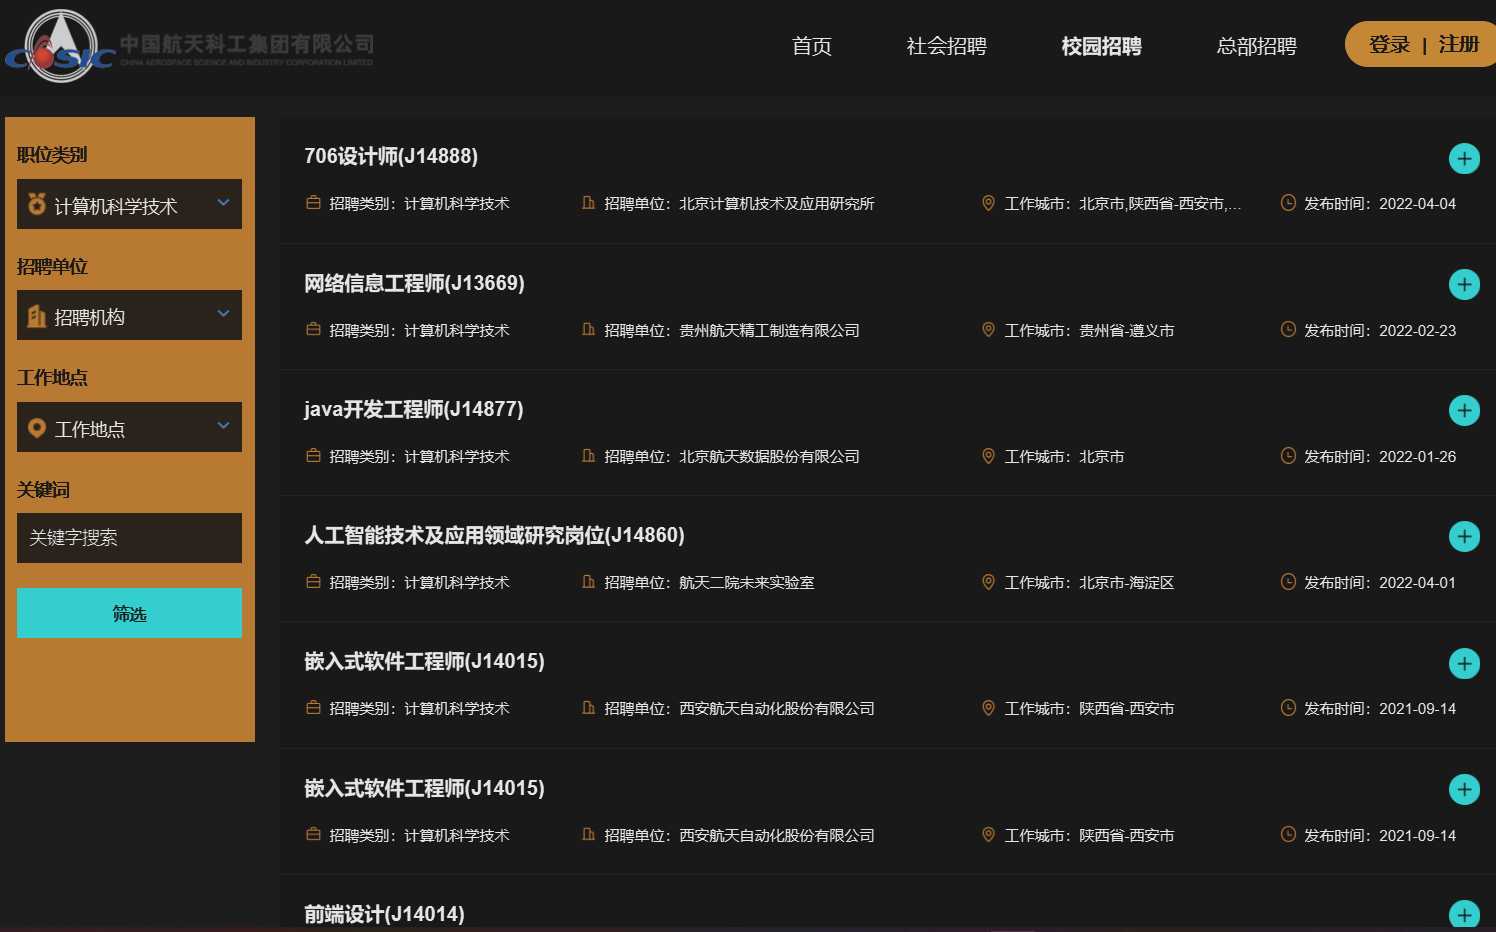 CASIC
中国航天科工集团有限公司
CHINA AEROSPACE SCIENCE AND INDUSTRY CORPORATION LIMITED.
首页 社会招聘 校园招聘 总部招聘 登录 | 注册
职位类别
计算机科学技术
招聘单位
招聘机构
工作地点
工作地点
关键词
关键字搜索
筛选
706设计师(J14888)
招聘类别：计算机科学技术 招聘单位：北京计算机技术及应用研究所 工作城市：北京市,陕西省-西安市,... 发布时间：2022-04-04
网络信息工程师(J13669)
招聘类别：计算机科学技术 招聘单位：贵州航天精工制造有限公司 工作城市：贵州省-遵义市 发布时间：2022-02-23
java开发工程师(J14877)
招聘类别：计算机科学技术 招聘单位：北京航天数据股份有限公司 工作城市：北京市 发布时间：2022-01-26
人工智能技术及应用领域研究岗位(J14860)
招聘类别：计算机科学技术 招聘单位：航天二院未来实验室 工作城市：北京市-海淀区 发布时间：2022-04-01
嵌入式软件工程师(J14015)
招聘类别：计算机科学技术 招聘单位：西安航天自动化股份有限公司 工作城市：陕西省-西安市 发布时间：2021-09-14
嵌入式软件工程师(J14015)
招聘类别：计算机科学技术 招聘单位：西安航天自动化股份有限公司 工作城市：陕西省-西安市 发布时间：2021-09-14
前端设计(J14014)